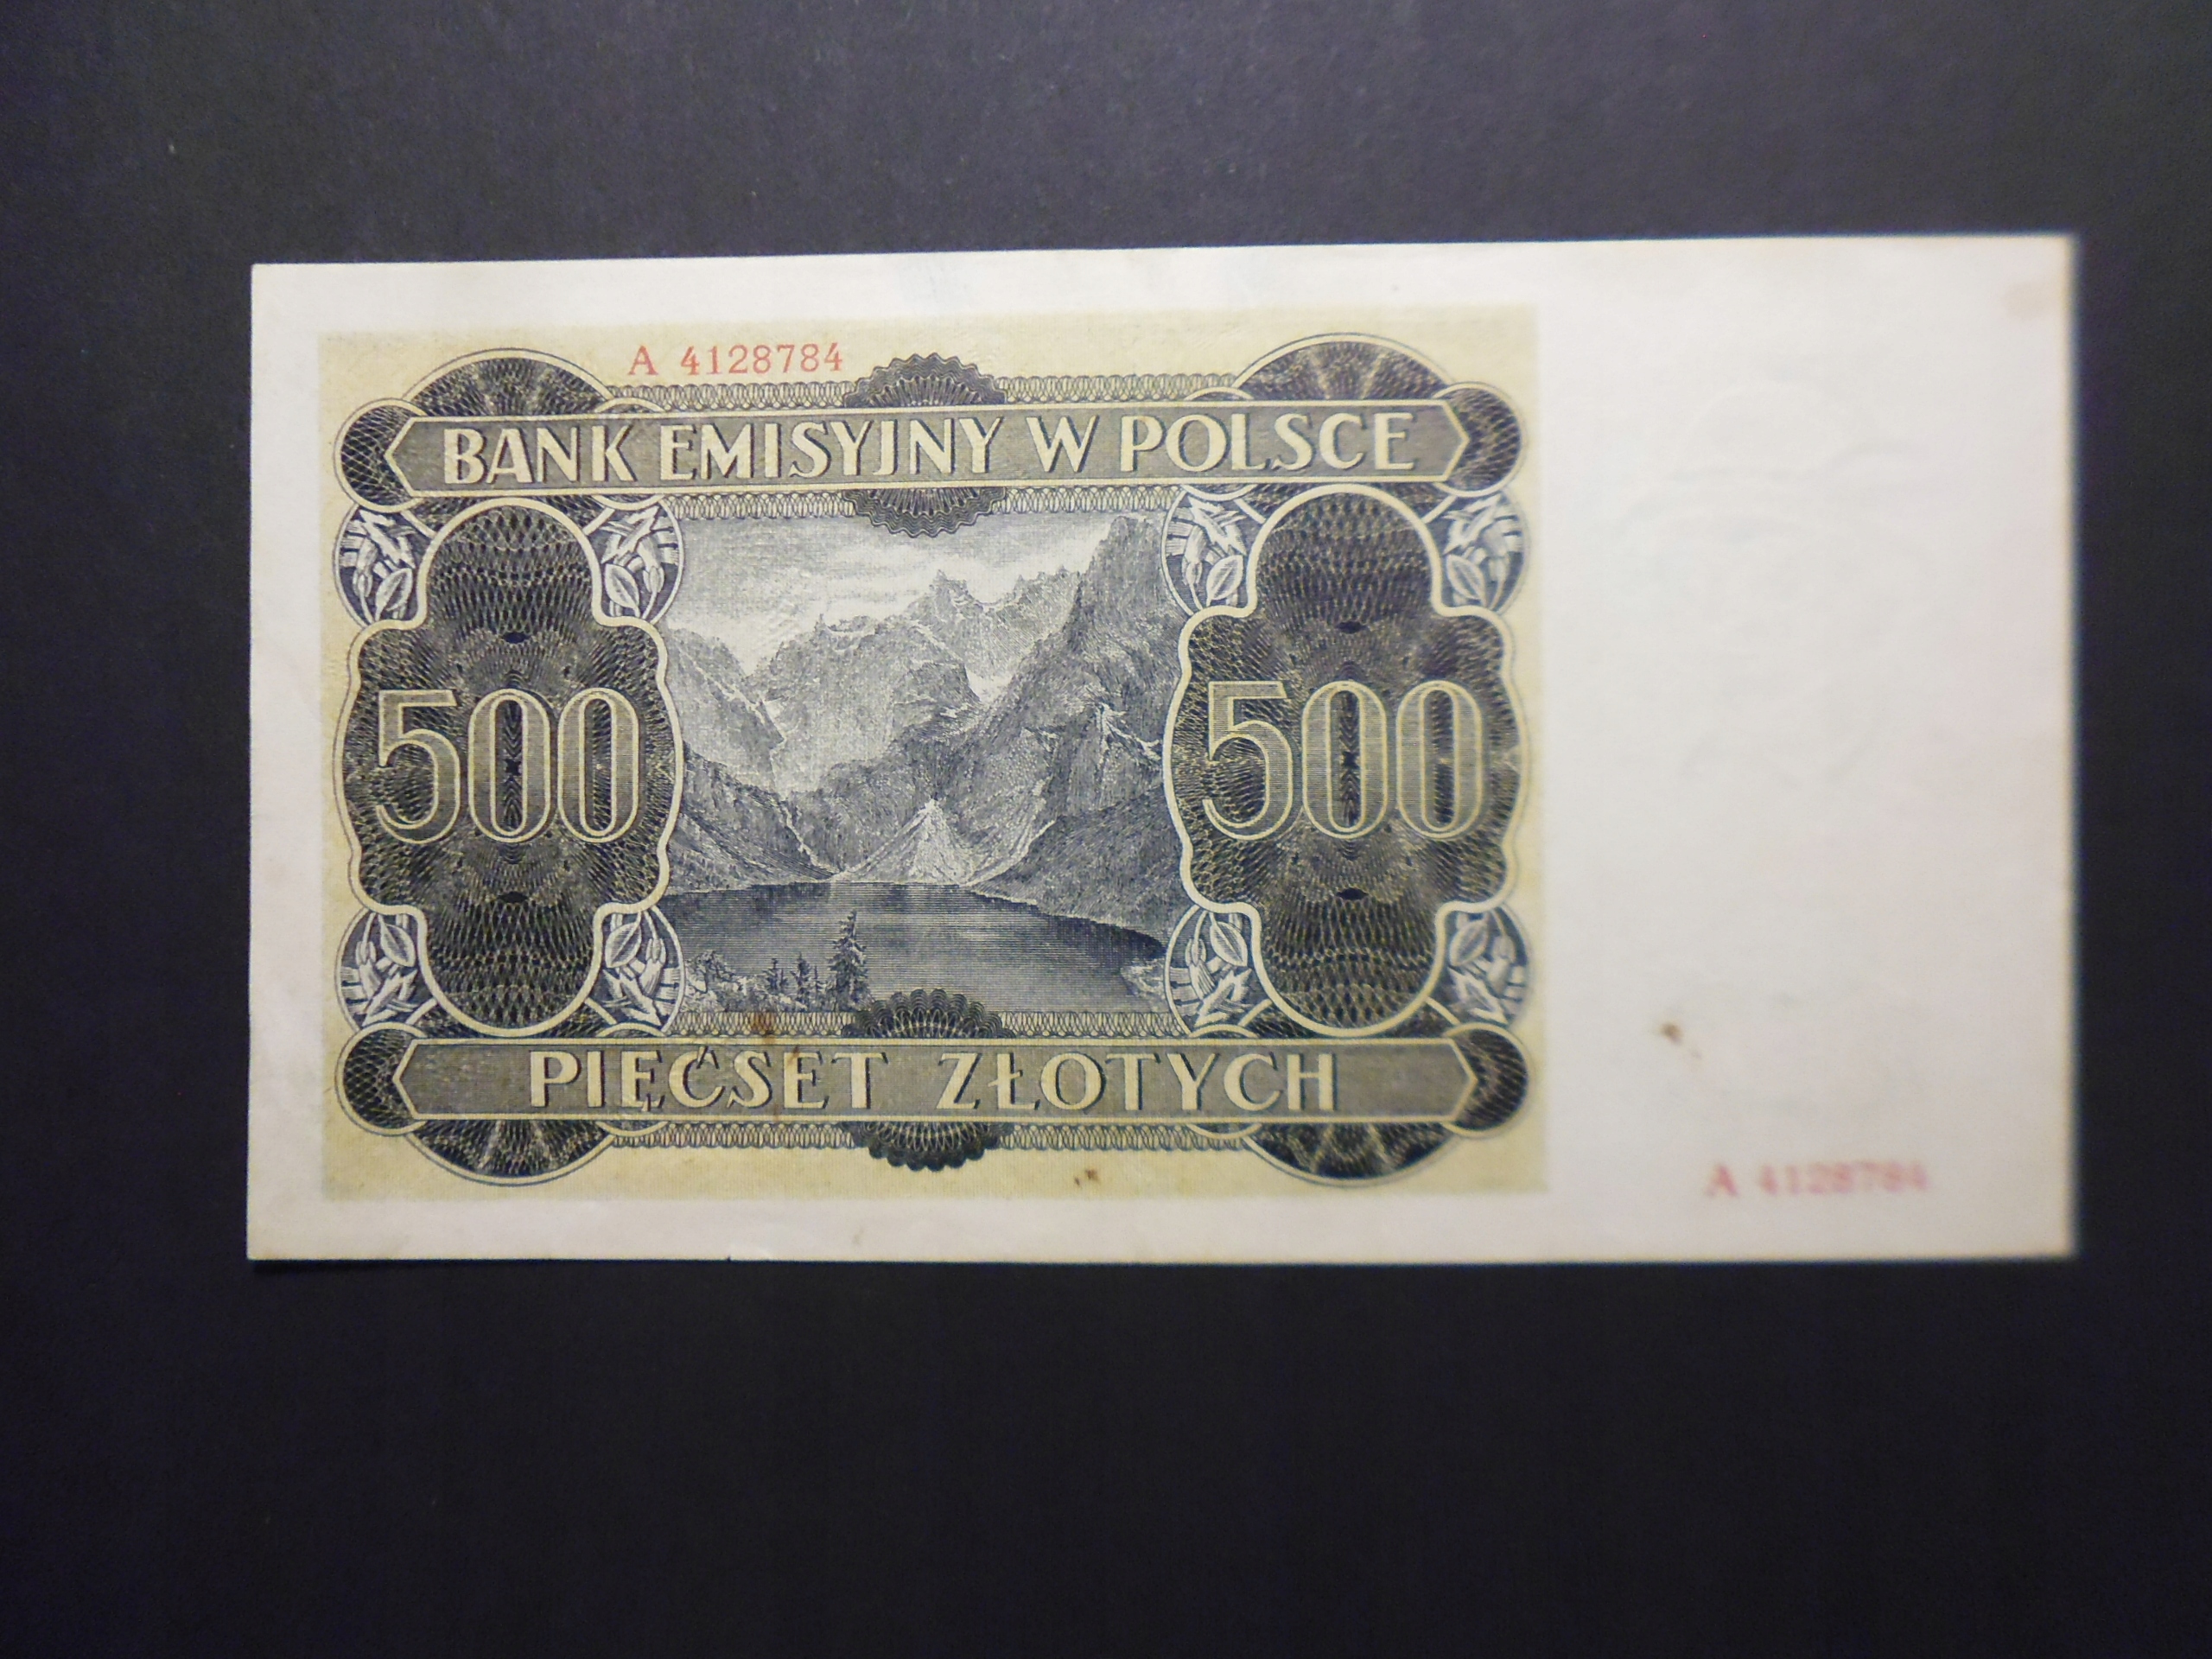 A 4128784
BANK EMISYJNY W POLSCE
500 500
PIĘĆSET ZŁOTYCH
A 4128784